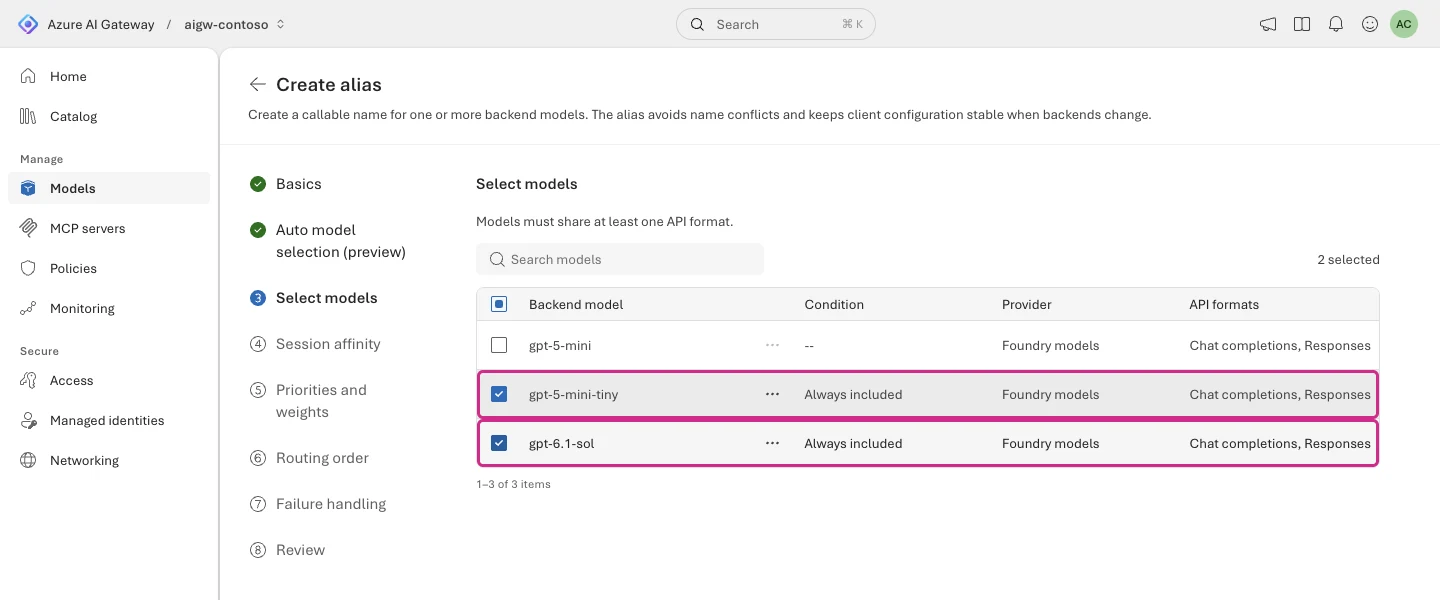 Azure AI Gateway / aigw-contoso
Search ⌘ K
AC
Home
Catalog
Manage
Models
MCP servers
Policies
Monitoring
Secure
Access
Managed identities
Networking
Create alias
Create a callable name for one or more backend models. The alias avoids name conflicts and keeps client configuration stable when backends change.
Basics
Auto model
selection (preview)
3 Select models
4 Session affinity
5 Priorities and
weights
6 Routing order
7 Failure handling
8 Review
Select models
Models must share at least one API format.
Search models
2 selected
Backend model Condition Provider API formats
gpt-5-mini ··· -- Foundry models Chat completions, Responses
gpt-5-mini-tiny ··· Always included Foundry models Chat completions, Responses
gpt-6.1-sol ··· Always included Foundry models Chat completions, Responses
1–3 of 3 items